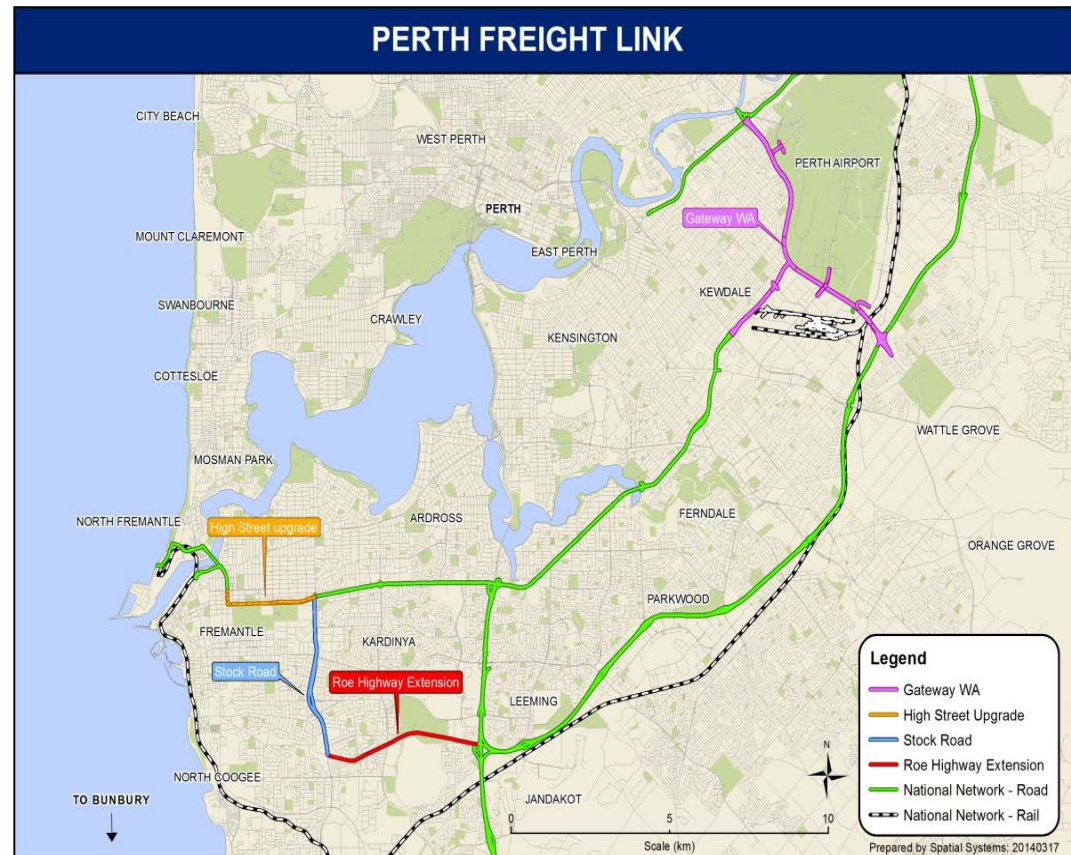 PERTH FREIGHT LINK
CITY BEACH
WEST PERTH
PERTH AIRPORT
PERTH
Gateway WA
MOUNT CLAREMONT
EAST PERTH
KEWDALE
SWANBOURNE
CRAWLEY
KENSINGTON
COTTESLOE
WATTLE GROVE
MOSMAN PARK
NORTH FREMANTLE
High Street upgrade
ARDROSS
FERNDALE
ORANGE GROVE
PARKWOOD
FREMANTLE
KARDINYA
Stock Road
Roe Highway Extension
LEEMING
NORTH COOGEE
JANDAKOT
TO BUNBURY
N
0 5 10
Scale (km)
Legend
Gateway WA
High Street Upgrade
Stock Road
Roe Highway Extension
National Network - Road
National Network - Rail
Prepared by Spatial Systems: 20140317